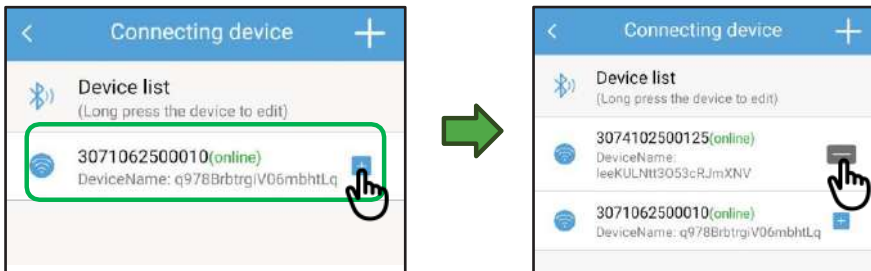 Connecting device
Device list
(Long press the device to edit)
3071062500010(online)
DeviceName: q978BrbtrgiV06mbhtLq
Connecting device
Device list
(Long press the device to edit)
3074102500125(online)
DeviceName:
leeKULNtt3O53cRJmXNV
3071062500010(online)
DeviceName: q978BrbtrgiV06mbhtLq